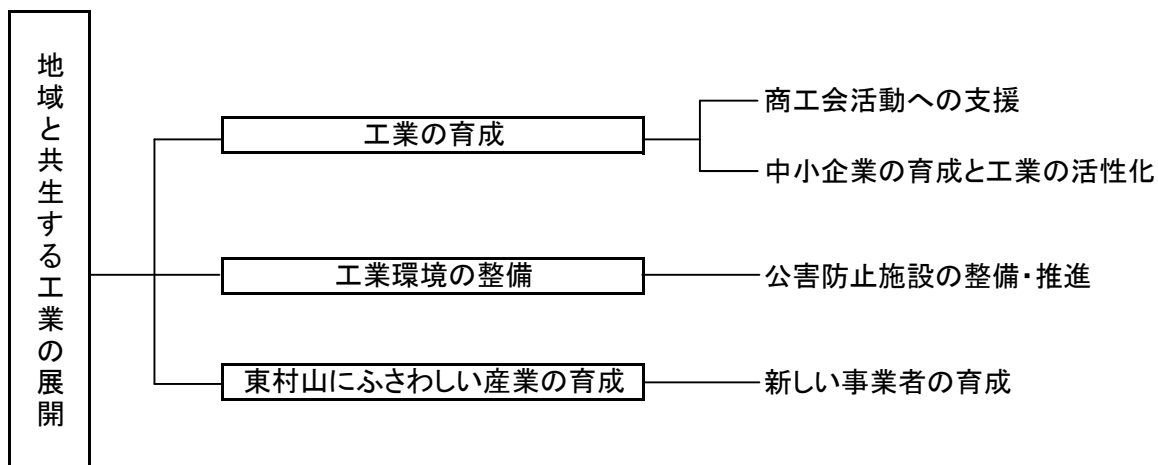 地域と共生する工業の展開
工業の育成
商工会活動への支援
中小企業の育成と工業の活性化
工業環境の整備
公害防止施設の整備・推進
東村山にふさわしい産業の育成
新しい事業者の育成